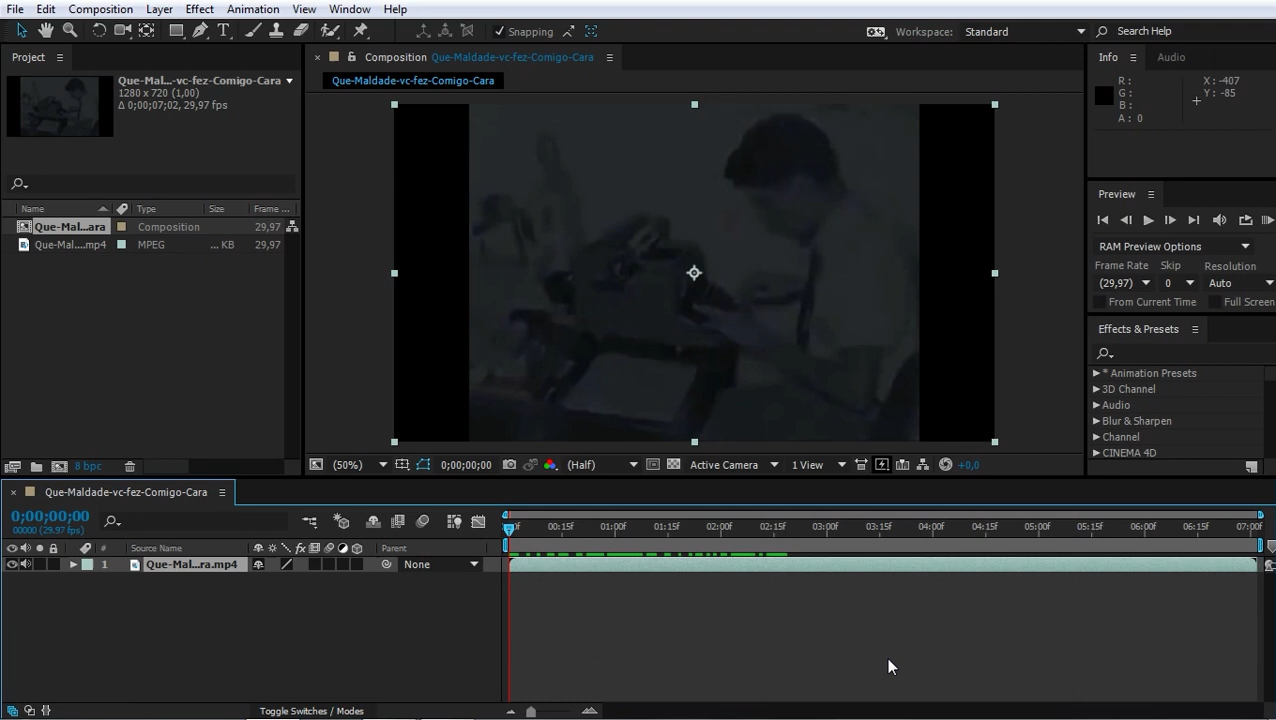 File Edit Composition Layer Effect Animation View Window Help
Snapping
Workspace: Standard
Search Help
Project
Composition Que-Maldade-vc-fez-Comigo-Cara
Que-Maldade-vc-fez-Comigo-Cara
Que-Mal...-vc-fez-Comigo-Cara
1280 x 720 (1,00)
Δ 0;00;07;02, 29,97 fps
Name Type Size Frame ...
Que-Mal...ara Composition 29,97
Que-Mal....mp4 MPEG ... KB 29,97
8 bpc
(50%) 0;00;00;00 (Half) Active Camera 1 View +0,0
Info Audio
R : X : -407
G : Y : -85
B :
A : 0
Preview
RAM Preview Options
Frame Rate Skip Resolution
(29,97) 0 Auto
From Current Time Full Screen
Effects & Presets
* Animation Presets
3D Channel
Audio
Blur & Sharpen
Channel
CINEMA 4D
Que-Maldade-vc-fez-Comigo-Cara
0;00;00;00
00000 (29.97 fps)
00:15f 01:00f 01:15f 02:00f 02:15f 03:00f 03:15f 04:00f 04:15f 05:00f 05:15f 06:00f 06:15f 07:00f
# Source Name Parent
1 Que-Mal...ra.mp4 None
Toggle Switches / Modes